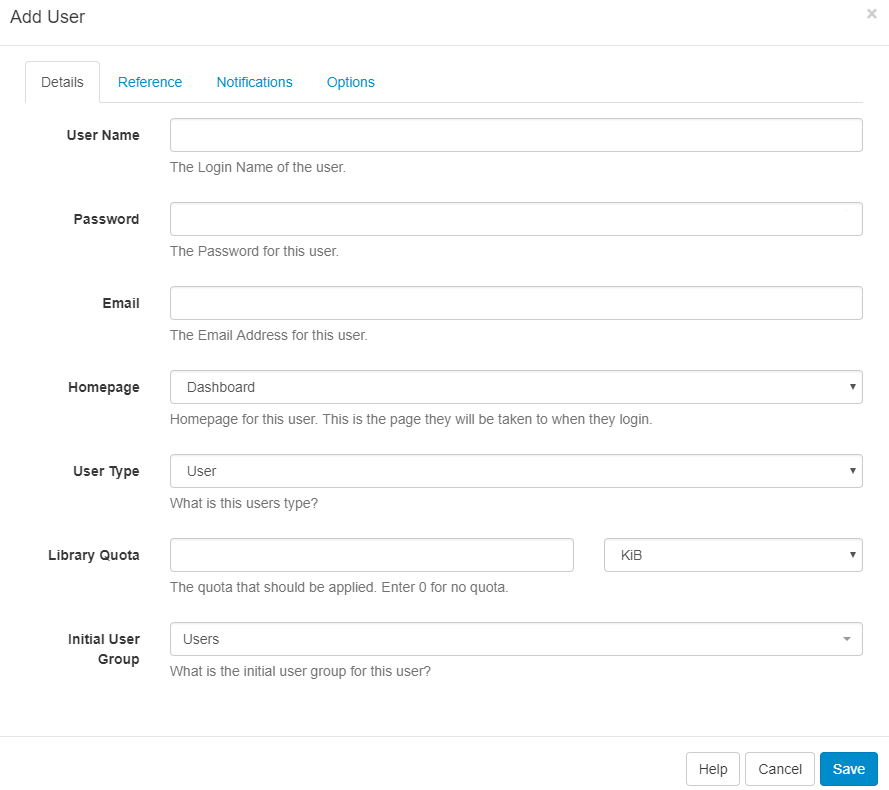 Add User
×
Details Reference Notifications Options
User Name
The Login Name of the user.
Password
The Password for this user.
Email
The Email Address for this user.
Homepage Dashboard
Homepage for this user. This is the page they will be taken to when they login.
User Type User
What is this users type?
Library Quota KiB
The quota that should be applied. Enter 0 for no quota.
Initial User Users
Group
What is the initial user group for this user?
Help Cancel Save